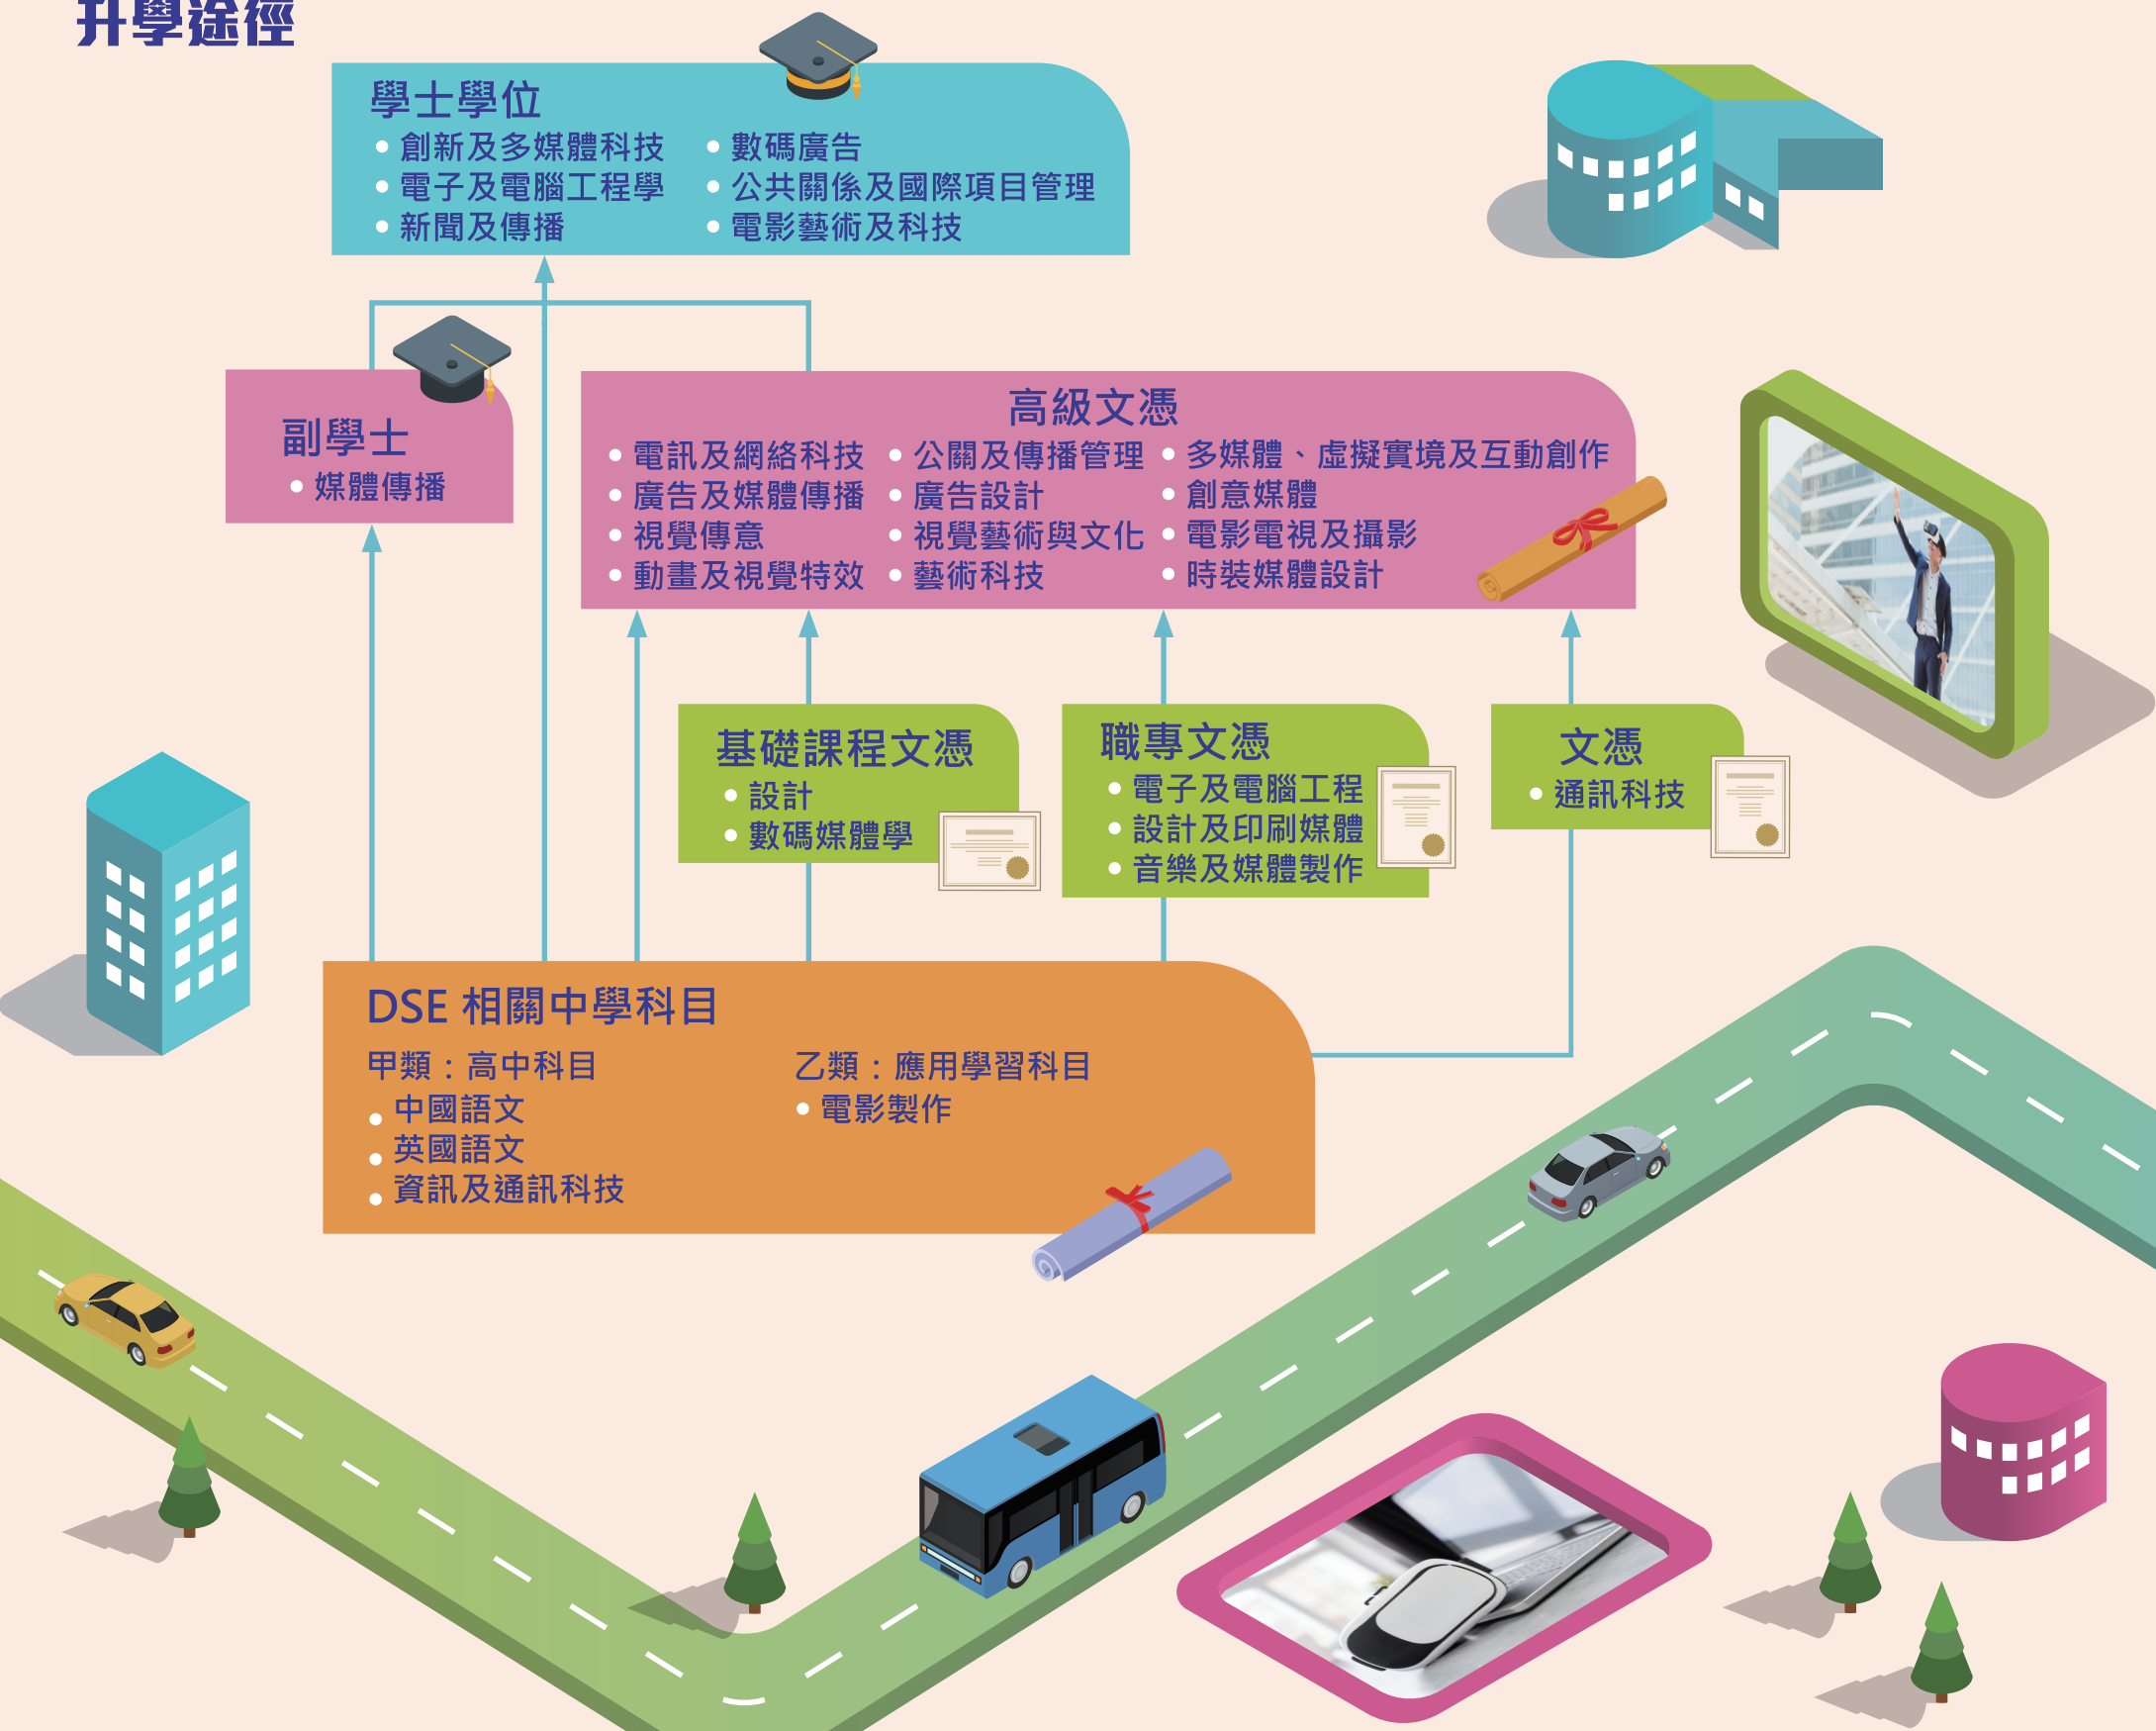 升學途徑
學士學位
創新及多媒體科技
電子及電腦工程學
新聞及傳播
數碼廣告
公共關係及國際項目管理
電影藝術及科技
副學士
媒體傳播
高級文憑
電訊及網絡科技
廣告及媒體傳播
視覺傳意
動畫及視覺特效
公關及傳播管理
廣告設計
視覺藝術與文化
藝術科技
多媒體、虛擬實境及互動創作
創意媒體
電影電視及攝影
時裝媒體設計
基礎課程文憑
設計
數碼媒體學
職專文憑
電子及電腦工程
設計及印刷媒體
音樂及媒體製作
文憑
通訊科技
DSE 相關中學科目
甲類：高中科目
中國語文
英國語文
資訊及通訊科技
乙類：應用學習科目
電影製作